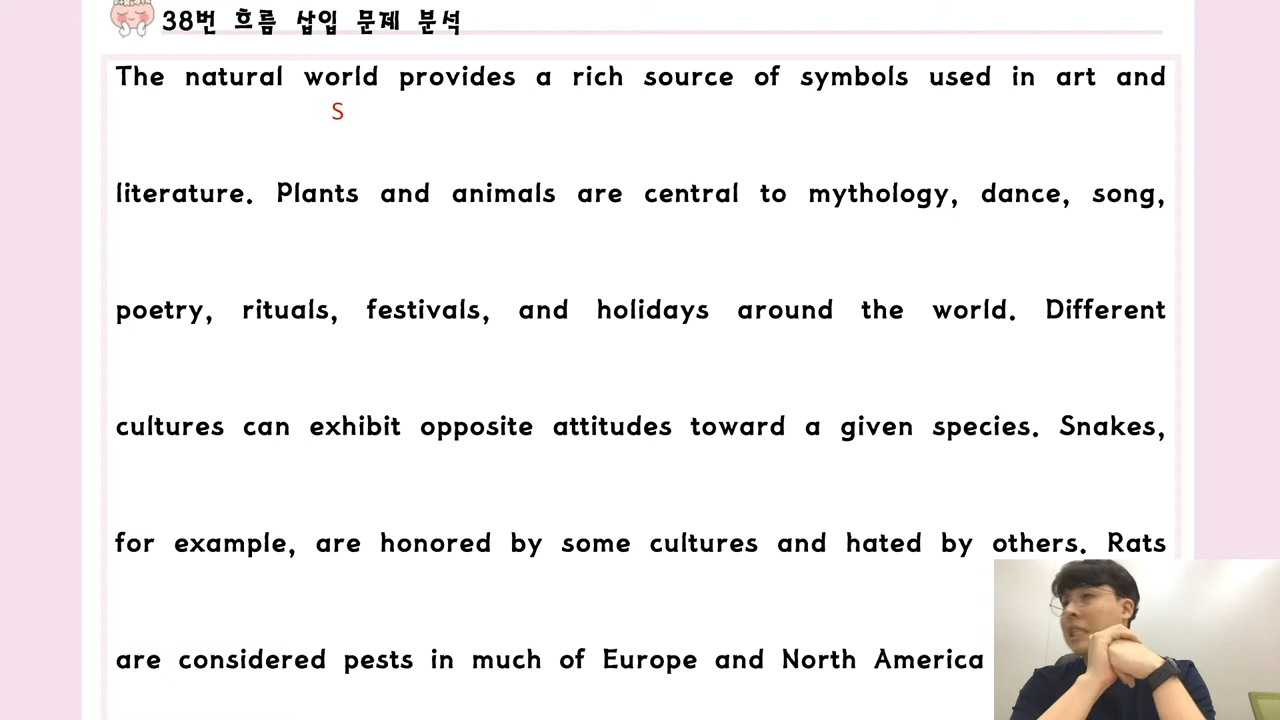 38번 흐름 삽입 문제 분석
The natural world provides a rich source of symbols used in art and
S
literature. Plants and animals are central to mythology, dance, song,
poetry, rituals, festivals, and holidays around the world. Different
cultures can exhibit opposite attitudes toward a given species. Snakes,
for example, are honored by some cultures and hated by others. Rats
are considered pests in much of Europe and North America